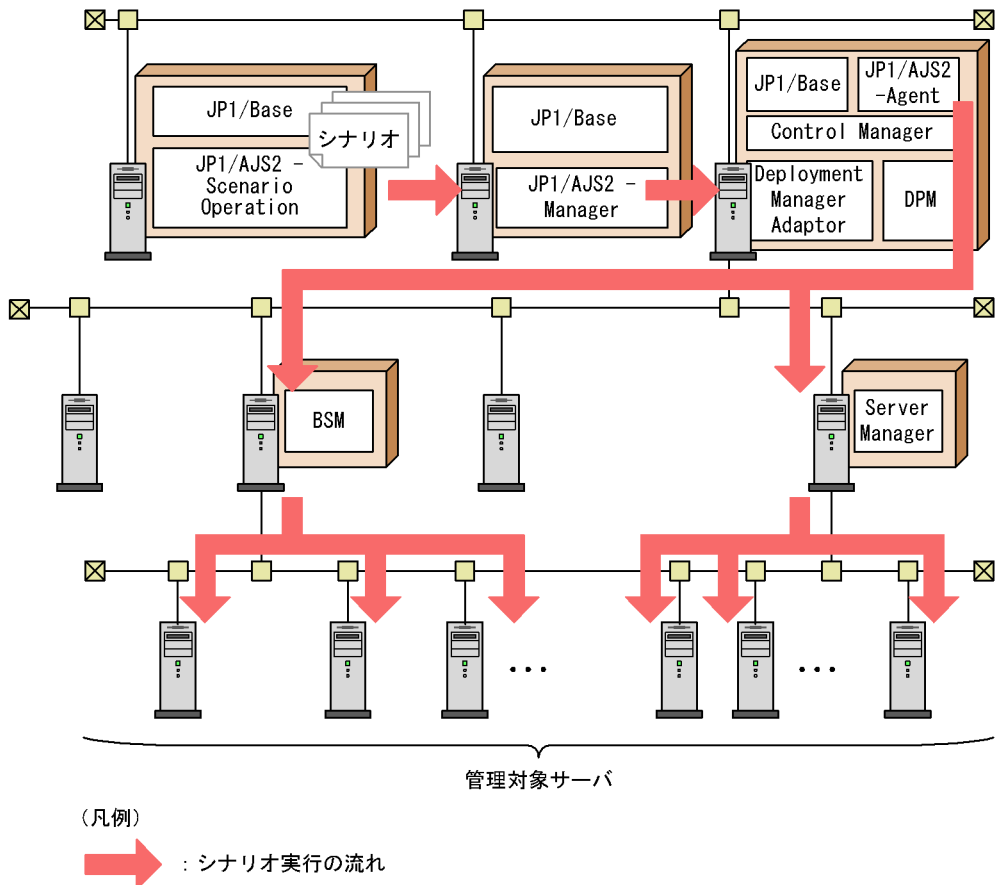 JP1/Base
シナリオ
JP1/AJS2 -
Scenario
Operation
JP1/Base
JP1/AJS2 -
Manager
JP1/Base
JP1/AJS2
-Agent
Control Manager
Deployment
Manager
Adaptor
DPM
BSM
Server
Manager
...
...
管理対象サーバ
(凡例)
：シナリオ実行の流れ